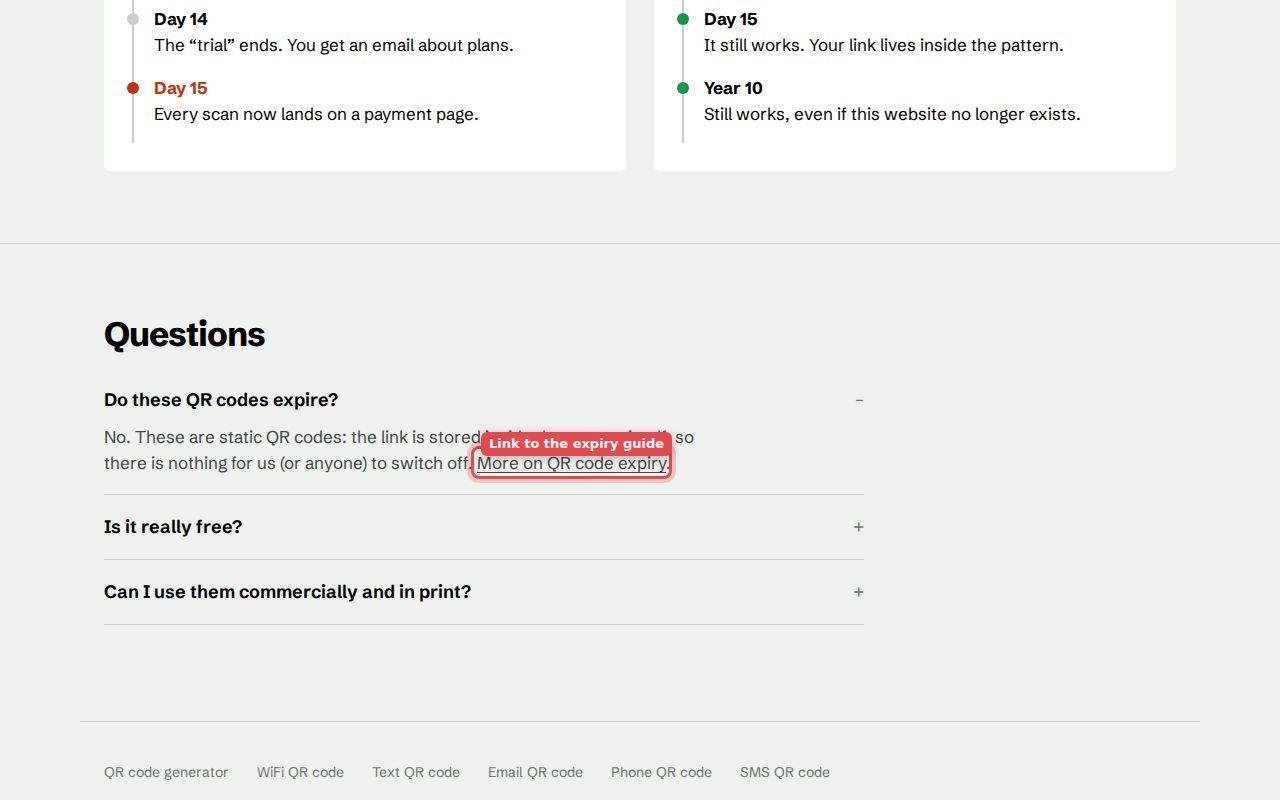 Day 14
The “trial” ends. You get an email about plans.
Day 15
Every scan now lands on a payment page.
Day 15
It still works. Your link lives inside the pattern.
Year 10
Still works, even if this website no longer exists.
Questions
Do these QR codes expire?
–
No. These are static QR codes: the link is stored so
Link to the expiry guide
there is nothing for us (or anyone) to switch off. More on QR code expiry.
Is it really free?
+
Can I use them commercially and in print?
+
QR code generator WiFi QR code Text QR code Email QR code Phone QR code SMS QR code